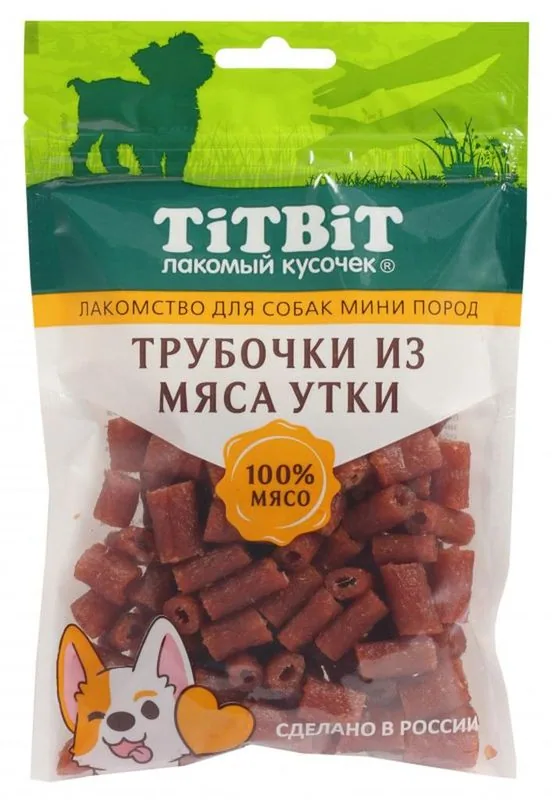 TiTBiT
лакомый кусочек®
ЛАКОМСТВО ДЛЯ СОБАК МИНИ ПОРОД
ТРУБОЧКИ ИЗ
МЯСА УТКИ
100%
МЯСО
СДЕЛАНО В РОССИИ